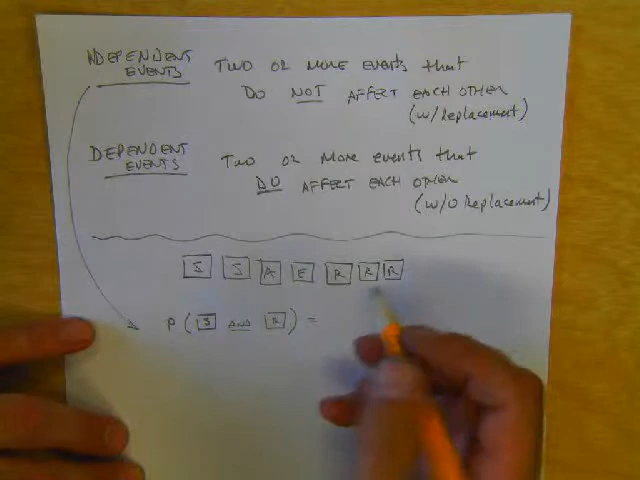 INDEPENDENT EVENTS TWO OR MORE EVENTS that
DO NOT AFFECT EACH OTHER
(w/Replacement)
DEPENDENT EVENTS TWO OR MORE EVENTS that
DO AFFECT EACH OTHER
(w/o Replacement)
S S A E R R R
P ( S AND R ) =